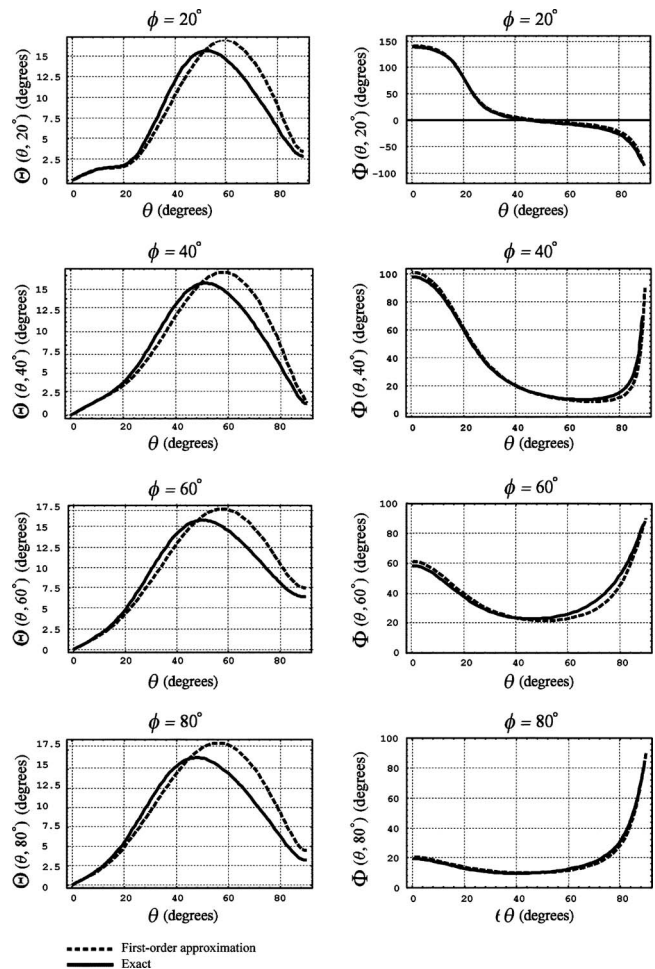 ϕ = 20°
15
12.5
10
7.5
5
2.5
0
0 20 40 60 80
Θ (θ, 20°) (degrees)
θ (degrees)
ϕ = 20°
150
100
50
0
-50
-100
0 20 40 60 80
Φ (θ, 20°) (degrees)
θ (degrees)
ϕ = 40°
15
12.5
10
7.5
5
2.5
0
0 20 40 60 80
Θ (θ, 40°) (degrees)
θ (degrees)
ϕ = 40°
100
80
60
40
20
0
0 20 40 60 80
Φ (θ, 40°) (degrees)
θ (degrees)
ϕ = 60°
17.5
15
12.5
10
7.5
5
2.5
0
0 20 40 60 80
Θ (θ, 60°) (degrees)
θ (degrees)
ϕ = 60°
100
80
60
40
20
0
0 20 40 60 80
Φ (θ, 60°) (degrees)
θ (degrees)
ϕ = 80°
17.5
15
12.5
10
7.5
5
2.5
0
0 20 40 60 80
Θ (θ, 80°) (degrees)
θ (degrees)
ϕ = 80°
100
80
60
40
20
0
0 20 40 60 80
Φ (θ, 80°) (degrees)
t θ (degrees)
First-order approximation
Exact